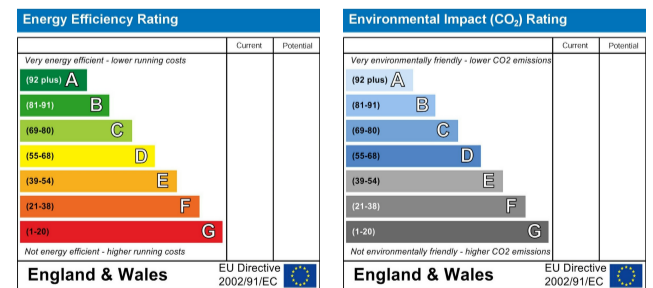 Energy Efficiency Rating
Current Potential
Very energy efficient - lower running costs
(92 plus) A
(81-91) B
(69-80) C
(55-68) D
(39-54) E
(21-38) F
(1-20) G
Not energy efficient - higher running costs
England & Wales
EU Directive
2002/91/EC
Environmental Impact (CO2) Rating
Current Potential
Very environmentally friendly - lower CO2 emissions
(92 plus) A
(81-91) B
(69-80) C
(55-68) D
(39-54) E
(21-38) F
(1-20) G
Not environmentally friendly - higher CO2 emissions
England & Wales
EU Directive
2002/91/EC